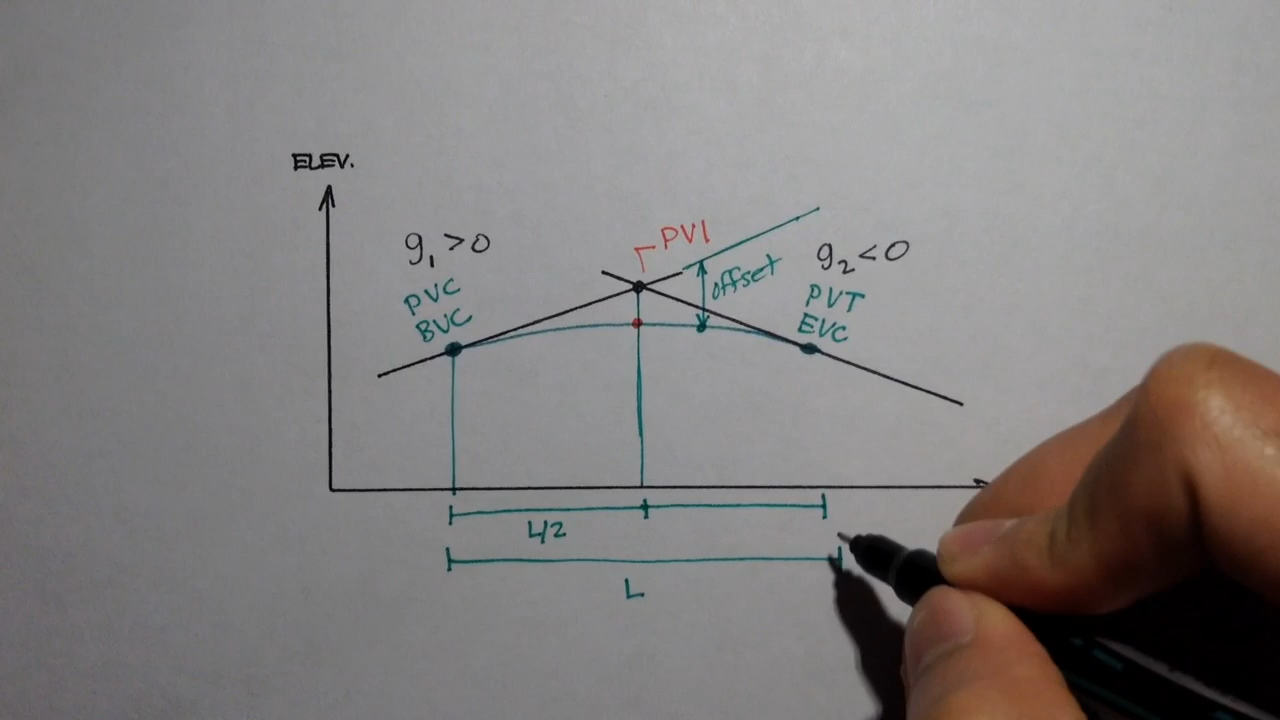 ELEV.
g₁ >0
PVC
BVC
PVI
offset
g₂ <0
PVT
EVC
L/2
L